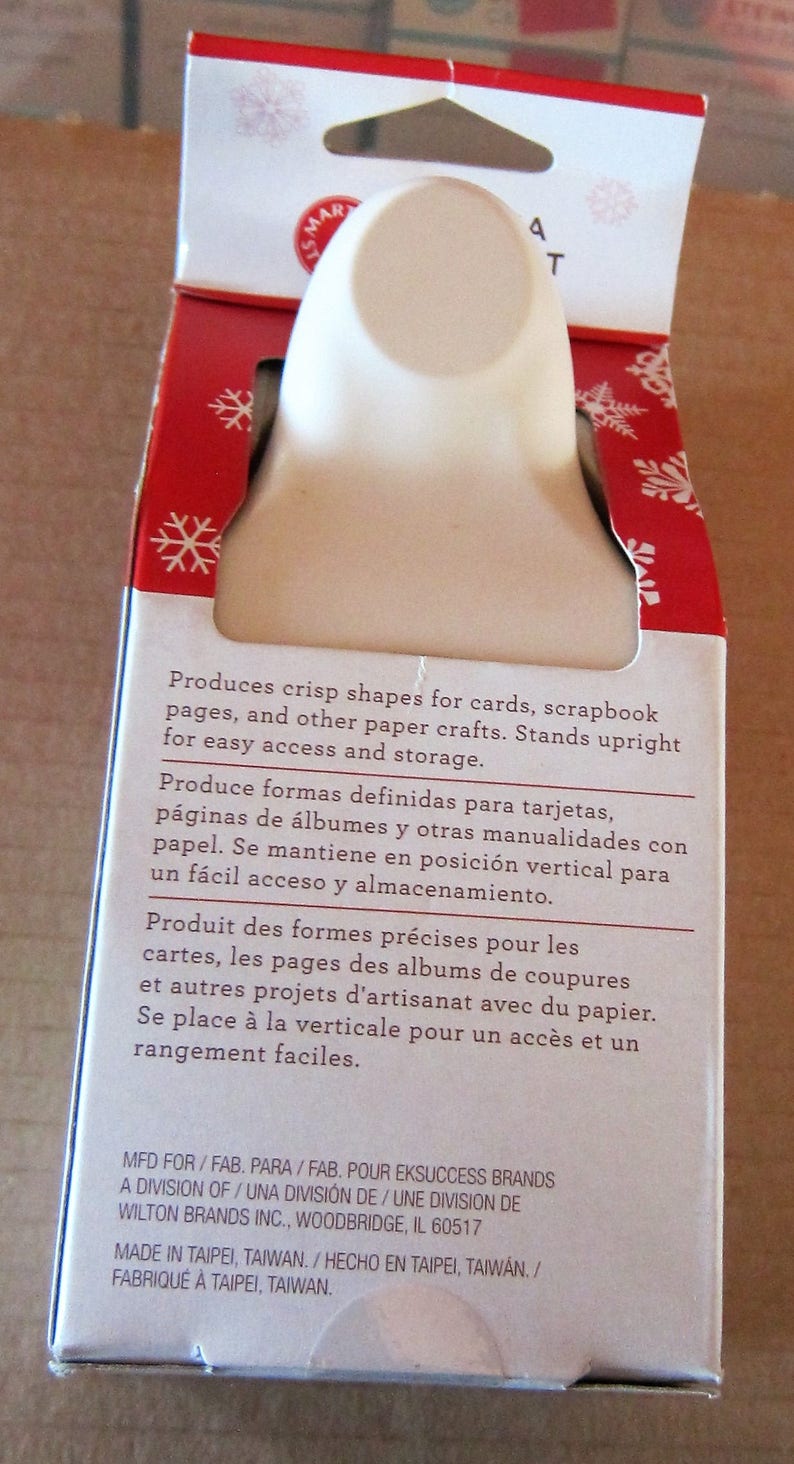 Produces crisp shapes for cards, scrapbook
pages, and other paper crafts. Stands upright
for easy access and storage.
Produce formas definidas para tarjetas,
páginas de álbumes y otras manualidades con
papel. Se mantiene en posición vertical para
un fácil acceso y almacenamiento.
Produit des formes précises pour les
cartes, les pages des albums de coupures
et autres projets d'artisanat avec du papier.
Se place à la verticale pour un accès et un
rangement faciles.
MFD FOR / FAB. PARA / FAB. POUR EKSUCCESS BRANDS
A DIVISION OF / UNA DIVISIÓN DE / UNE DIVISION DE
WILTON BRANDS INC., WOODBRIDGE, IL 60517
MADE IN TAIPEI, TAIWAN. / HECHO EN TAIPEI, TAIWÁN. /
FABRIQUÉ À TAIPEI, TAIWAN.